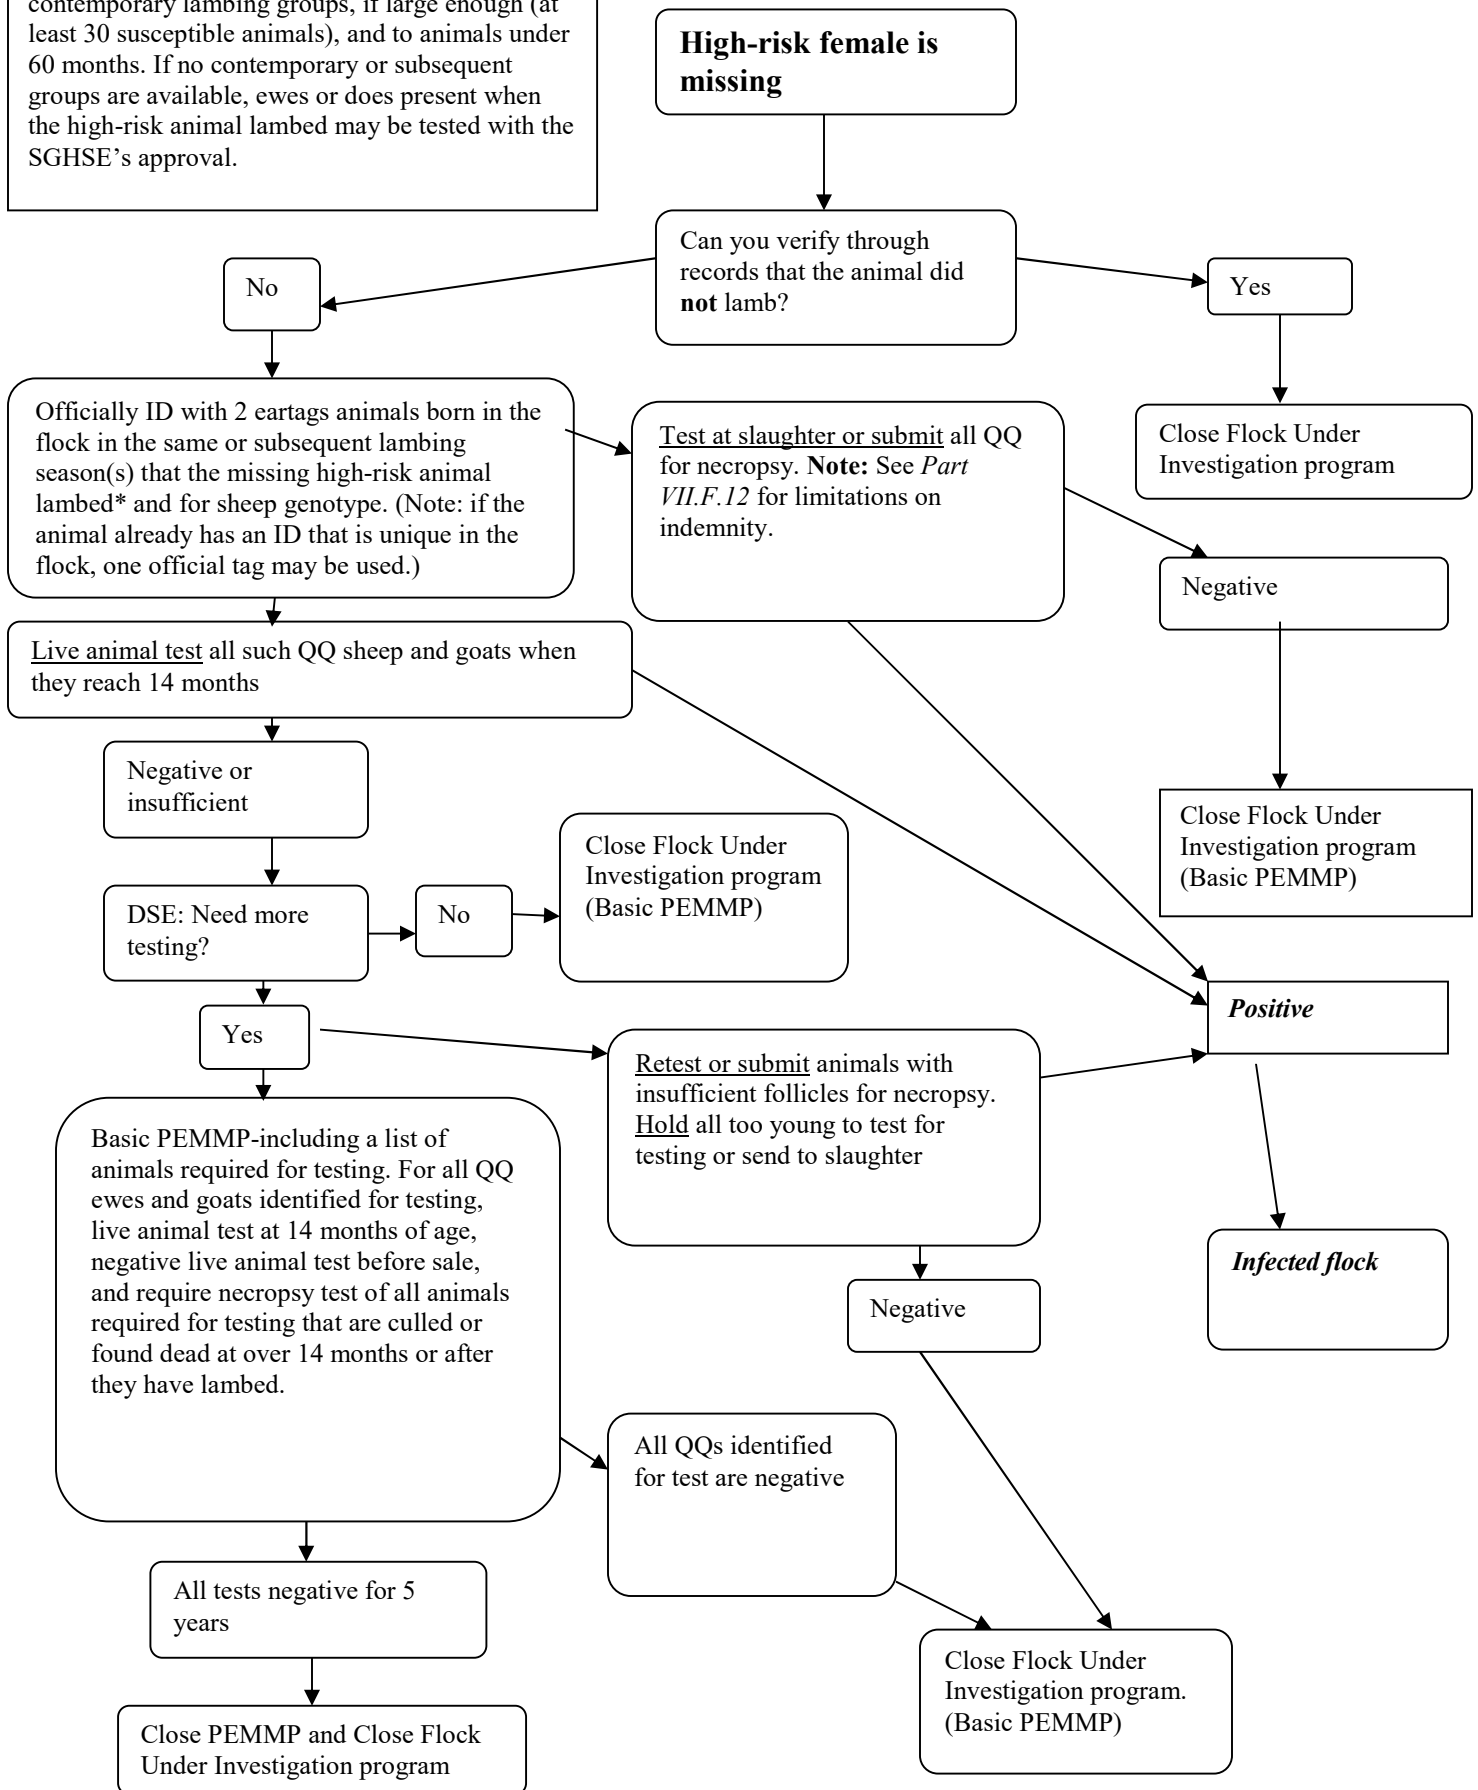 contemporary lambing groups, if large enough (at
least 30 susceptible animals), and to animals under
60 months. If no contemporary or subsequent
groups are available, ewes or does present when
the high-risk animal lambed may be tested with the
SGHSE’s approval.
High-risk female is
missing
Can you verify through
records that the animal did
not lamb?
No
Yes
Officially ID with 2 eartags animals born in the
flock in the same or subsequent lambing
season(s) that the missing high-risk animal
lambed* and for sheep genotype. (Note: if the
animal already has an ID that is unique in the
flock, one official tag may be used.)
Test at slaughter or submit all QQ
for necropsy. Note: See Part
VII.F.12 for limitations on
indemnity.
Close Flock Under
Investigation program
Negative
Live animal test all such QQ sheep and goats when
they reach 14 months
Negative or
insufficient
Close Flock Under
Investigation program
(Basic PEMMP)
Close Flock Under
Investigation program
(Basic PEMMP)
DSE: Need more
testing?
No
Positive
Yes
Retest or submit animals with
insufficient follicles for necropsy.
Hold all too young to test for
testing or send to slaughter
Basic PEMMP-including a list of
animals required for testing. For all QQ
ewes and goats identified for testing,
live animal test at 14 months of age,
negative live animal test before sale,
and require necropsy test of all animals
required for testing that are culled or
found dead at over 14 months or after
they have lambed.
Infected flock
Negative
All QQs identified
for test are negative
All tests negative for 5
years
Close Flock Under
Investigation program.
(Basic PEMMP)
Close PEMMP and Close Flock
Under Investigation program